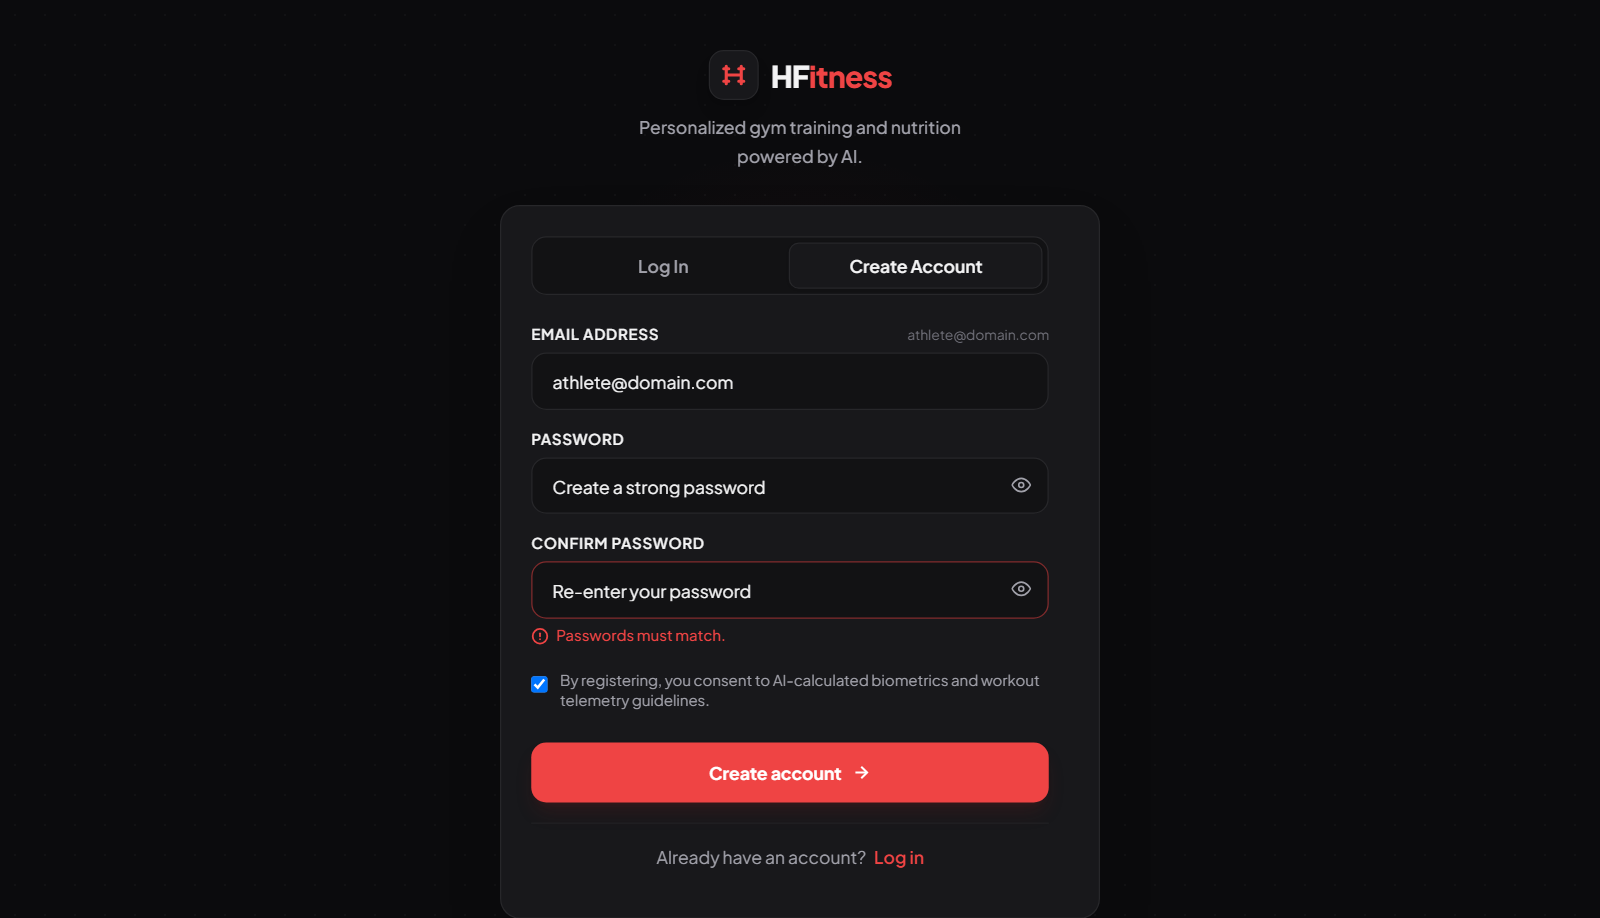 HFitness
Personalized gym training and nutrition
powered by AI.
Log In
Create Account
EMAIL ADDRESS
athlete@domain.com
athlete@domain.com
PASSWORD
Create a strong password
CONFIRM PASSWORD
Re-enter your password
Passwords must match.
By registering, you consent to AI-calculated biometrics and workout
telemetry guidelines.
Create account
Already have an account? Log in